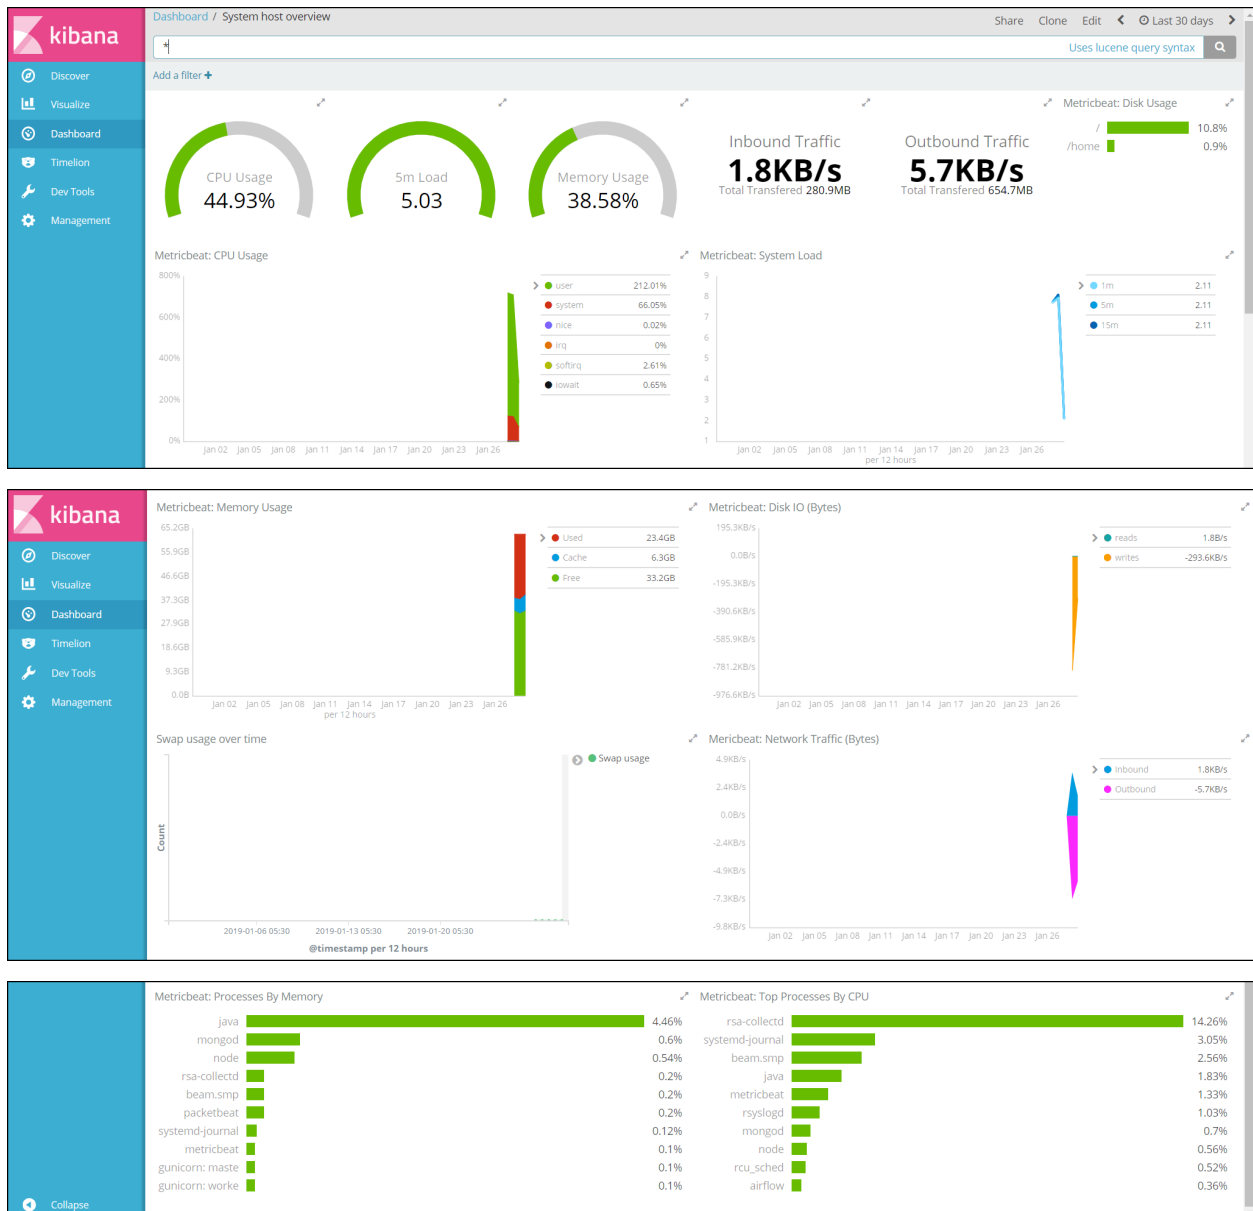 kibana
Discover
Visualize
Dashboard
Timelion
Dev Tools
Management
Dashboard / System host overview
Share Clone Edit Last 30 days
*
Uses lucene query syntax
Add a filter +
CPU Usage
44.93%
5m Load
5.03
Memory Usage
38.58%
Inbound Traffic
1.8KB/s
Total Transfered 280.9MB
Outbound Traffic
5.7KB/s
Total Transfered 654.7MB
Metricbeat: Disk Usage
/ 10.8%
/home 0.9%
Metricbeat: CPU Usage
800%
600%
400%
200%
0%
Jan 02 Jan 05 Jan 08 Jan 11 Jan 14 Jan 17 Jan 20 Jan 23 Jan 26
user 212.01%
system 66.05%
nice 0.02%
irq 0%
softirq 2.61%
iowait 0.65%
Metricbeat: System Load
9
8
7
6
5
4
3
2
1
Jan 02 Jan 05 Jan 08 Jan 11 Jan 14 Jan 17 Jan 20 Jan 23 Jan 26
per 12 hours
1m 2.11
5m 2.11
15m 2.11
kibana
Discover
Visualize
Dashboard
Timelion
Dev Tools
Management
Metricbeat: Memory Usage
65.2GB
55.9GB
46.6GB
37.3GB
27.9GB
18.6GB
9.3GB
0.0B
Jan 02 Jan 05 Jan 08 Jan 11 Jan 14 Jan 17 Jan 20 Jan 23 Jan 26
per 12 hours
Used 23.4GB
Cache 6.3GB
Free 33.2GB
Metricbeat: Disk IO (Bytes)
195.3KB/s
0.0B/s
-195.3KB/s
-390.6KB/s
-585.9KB/s
-781.2KB/s
-976.6KB/s
Jan 02 Jan 05 Jan 08 Jan 11 Jan 14 Jan 17 Jan 20 Jan 23 Jan 26
reads 1.8B/s
writes -293.6KB/s
Swap usage over time
Count
2019-01-06 05:30 2019-01-13 05:30 2019-01-20 05:30
@timestamp per 12 hours
Swap usage
Mericbeat: Network Traffic (Bytes)
4.9KB/s
2.4KB/s
0.0B/s
-2.4KB/s
-4.9KB/s
-7.3KB/s
-9.8KB/s
Jan 02 Jan 05 Jan 08 Jan 11 Jan 14 Jan 17 Jan 20 Jan 23 Jan 26
Inbound 1.8KB/s
Outbound -5.7KB/s
Collapse
Metricbeat: Processes By Memory
java 4.46%
mongod 0.6%
node 0.54%
rsa-collectd 0.2%
beam.smp 0.2%
packetbeat 0.2%
systemd-journal 0.12%
metricbeat 0.1%
gunicorn: maste 0.1%
gunicorn: worke 0.1%
Metricbeat: Top Processes By CPU
rsa-collectd 14.26%
systemd-journal 3.05%
beam.smp 2.56%
java 1.83%
metricbeat 1.33%
rsyslogd 1.03%
mongod 0.7%
node 0.56%
rcu_sched 0.52%
airflow 0.36%